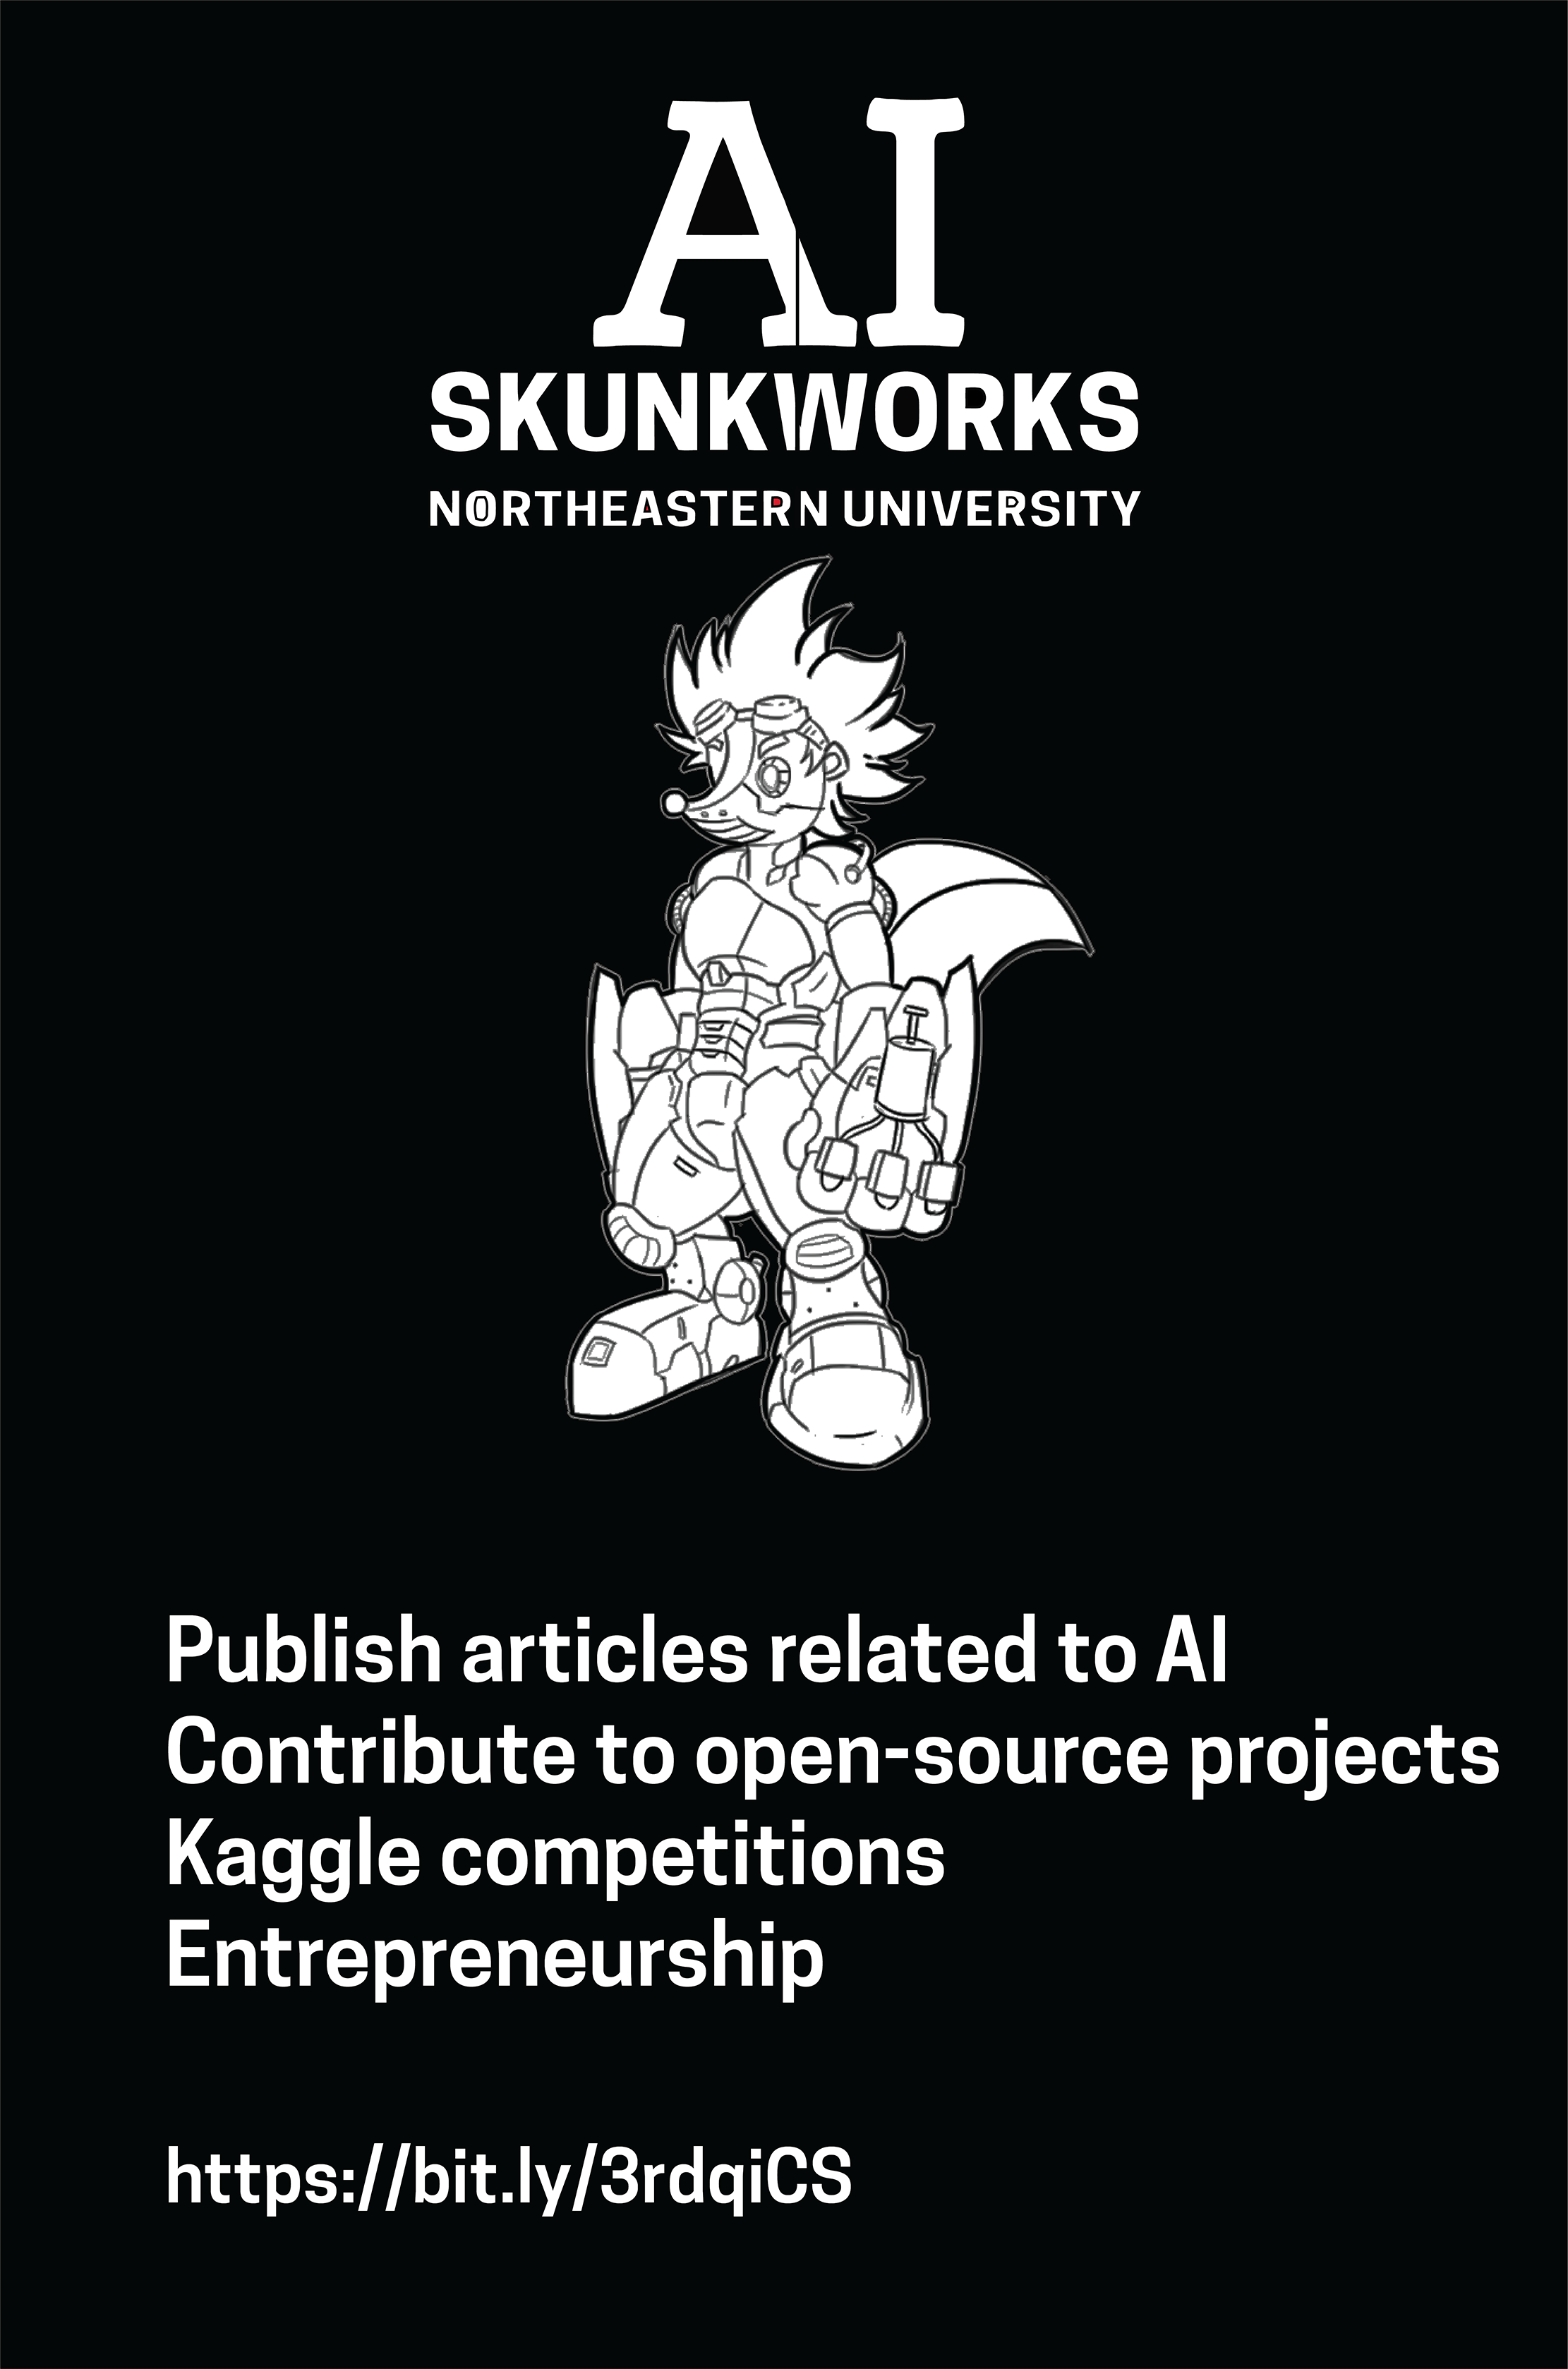 AI
SKUNKWORKS
NORTHEASTERN UNIVERSITY
Publish articles related to AI
Contribute to open-source projects
Kaggle competitions
Entrepreneurship
https://bit.ly/3rdqiCS